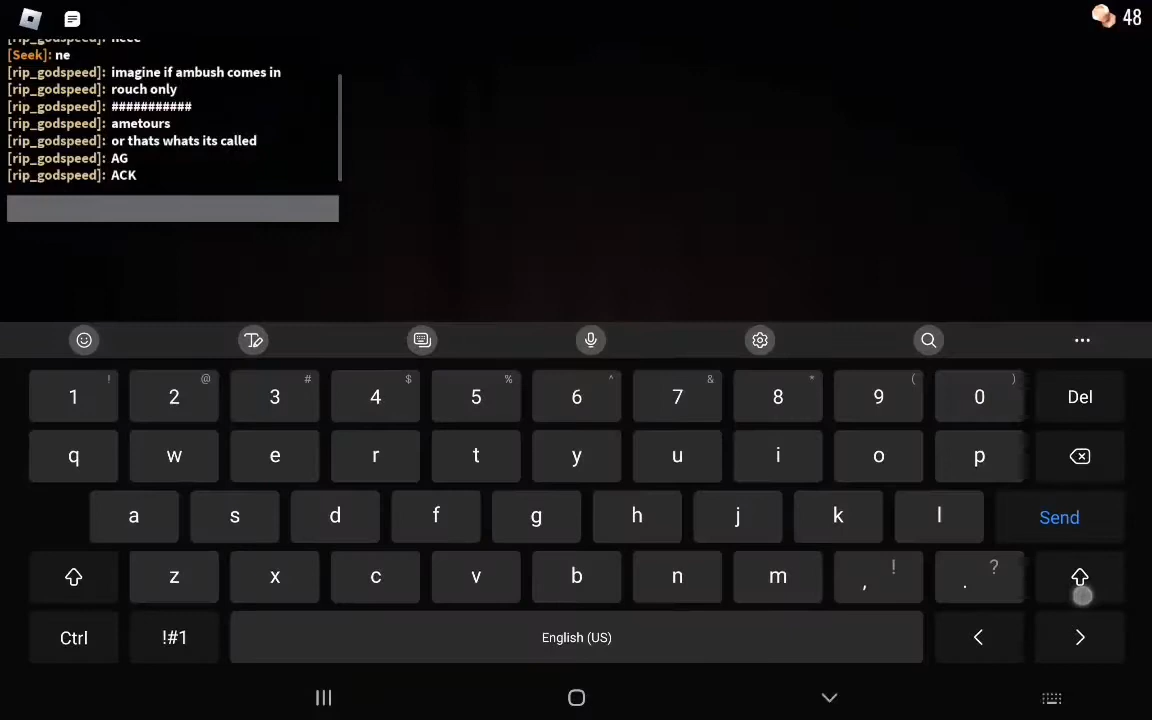 48
[rip_godspeed]: heee
[Seek]: ne
[rip_godspeed]: imagine if ambush comes in
[rip_godspeed]: rouch only
[rip_godspeed]: ###########
[rip_godspeed]: ametours
[rip_godspeed]: or thats whats its called
[rip_godspeed]: AG
[rip_godspeed]: ACK
1 ! 2 @ 3 # 4 $ 5 % 6 ^ 7 & 8 * 9 ( 0 ) Del
q w e r t y u i o p
a s d f g h j k l Send
z x c v b n m , ! . ?
Ctrl !#1 English (US) < >